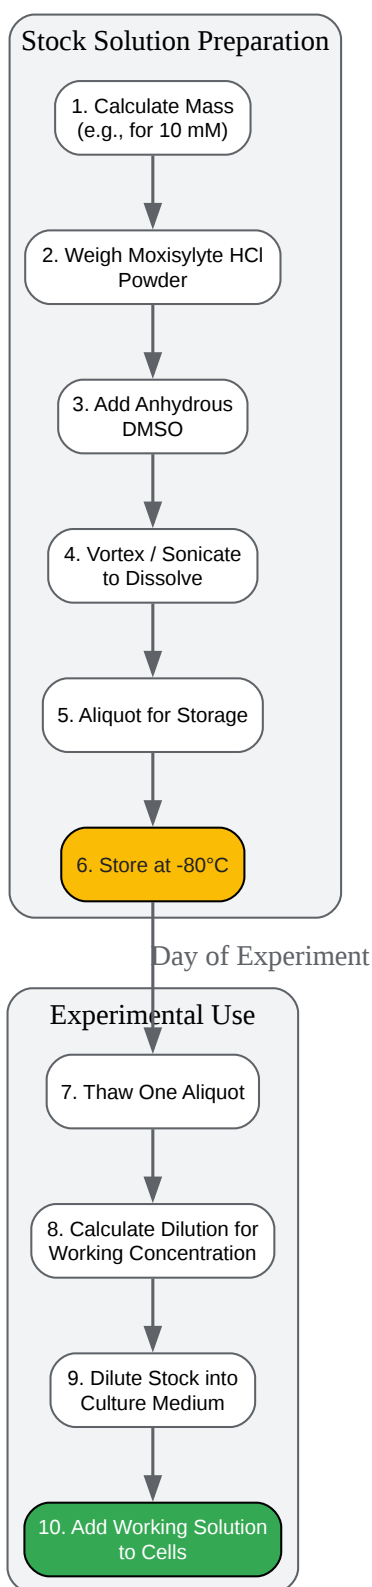 Stock Solution Preparation
1. Calculate Mass
(e.g., for 10 mM)
2. Weigh Moxisylyte HCl
Powder
3. Add Anhydrous
DMSO
4. Vortex / Sonicate
to Dissolve
5. Aliquot for Storage
6. Store at -80°C
Day of Experiment
Experimental Use
7. Thaw One Aliquot
8. Calculate Dilution for
Working Concentration
9. Dilute Stock into
Culture Medium
10. Add Working Solution
to Cells